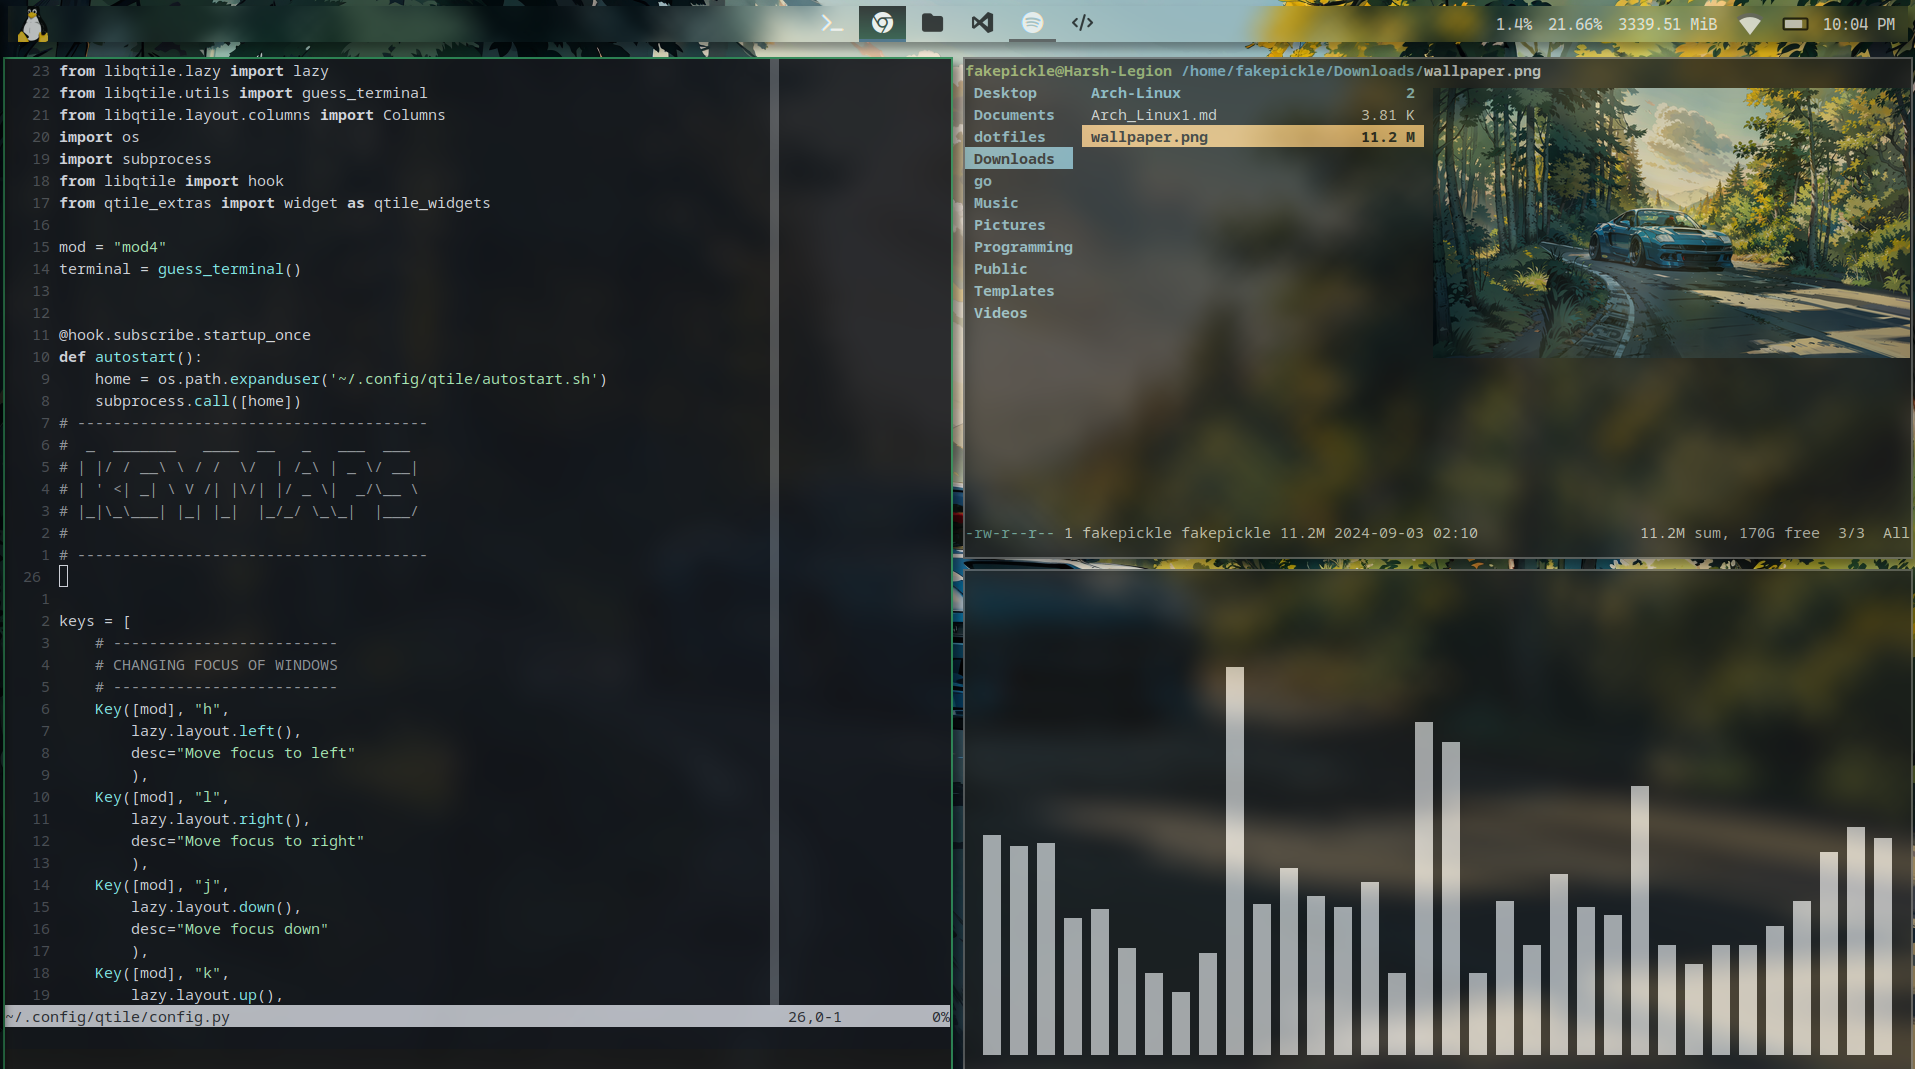 1.4% 21.66% 3339.51 MiB 10:04 PM
23 from libqtile.lazy import lazy
22 from libqtile.utils import guess_terminal
21 from libqtile.layout.columns import Columns
20 import os
19 import subprocess
18 from libqtile import hook
17 from qtile_extras import widget as qtile_widgets
16
15 mod = "mod4"
14 terminal = guess_terminal()
13
12
11 @hook.subscribe.startup_once
10 def autostart():
9     home = os.path.expanduser('~/.config/qtile/autostart.sh')
8     subprocess.call([home])
7 # ---------------------------------------
6 #  _  _______   ____  __   _   ___  ___
5 # | |/ / __\ \ / /  \/  | /_\ | _ \/ __|
4 # | ' <| _| \ V /| |\/| |/ _ \|  _/\__ \
3 # |_|\_\___| |_| |_|  |_/_/ \_\_|  |___/
2 #
1 # ---------------------------------------
26
1
2 keys = [
3     # -------------------------
4     # CHANGING FOCUS OF WINDOWS
5     # -------------------------
6     Key([mod], "h",
7         lazy.layout.left(),
8         desc="Move focus to left"
9         ),
10     Key([mod], "l",
11         lazy.layout.right(),
12         desc="Move focus to right"
13         ),
14     Key([mod], "j",
15         lazy.layout.down(),
16         desc="Move focus down"
17         ),
18     Key([mod], "k",
19         lazy.layout.up(),
~/.config/qtile/config.py 26,0-1 0%
fakepickle@Harsh-Legion /home/fakepickle/Downloads/wallpaper.png
Desktop
Documents
dotfiles
Downloads
go
Music
Pictures
Programming
Public
Templates
Videos
Arch-Linux 2
Arch_Linux1.md 3.81 K
wallpaper.png 11.2 M
-rw-r--r-- 1 fakepickle fakepickle 11.2M 2024-09-03 02:10 11.2M sum, 170G free 3/3 All